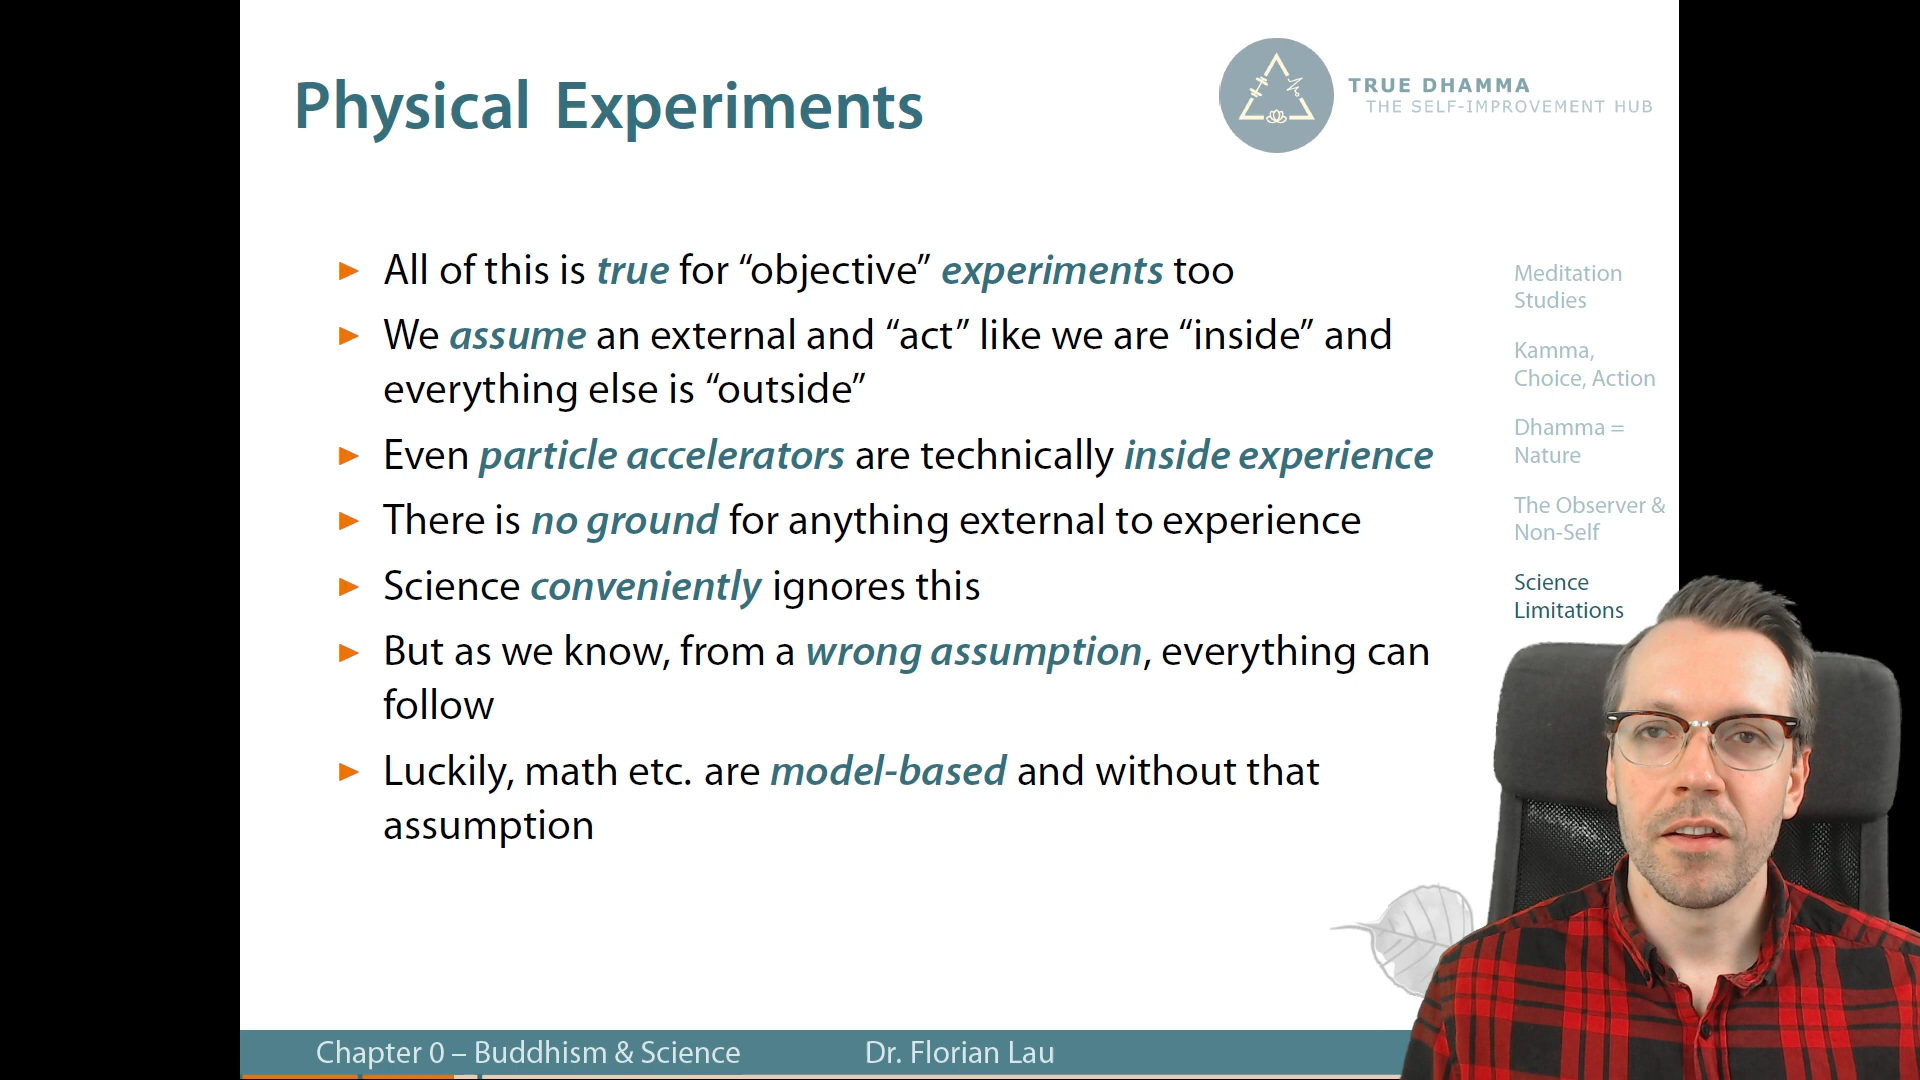 Physical Experiments
TRUE DHAMMA
THE SELF-IMPROVEMENT HUB
All of this is true for “objective” experiments too
We assume an external and “act” like we are “inside” and
everything else is “outside”
Even particle accelerators are technically inside experience
There is no ground for anything external to experience
Science conveniently ignores this
But as we know, from a wrong assumption, everything can
follow
Luckily, math etc. are model-based and without that
assumption
Meditation
Studies
Kamma,
Choice, Action
Dhamma =
Nature
The Observer &
Non-Self
Science
Limitations
Chapter 0 – Buddhism & Science
Dr. Florian Lau